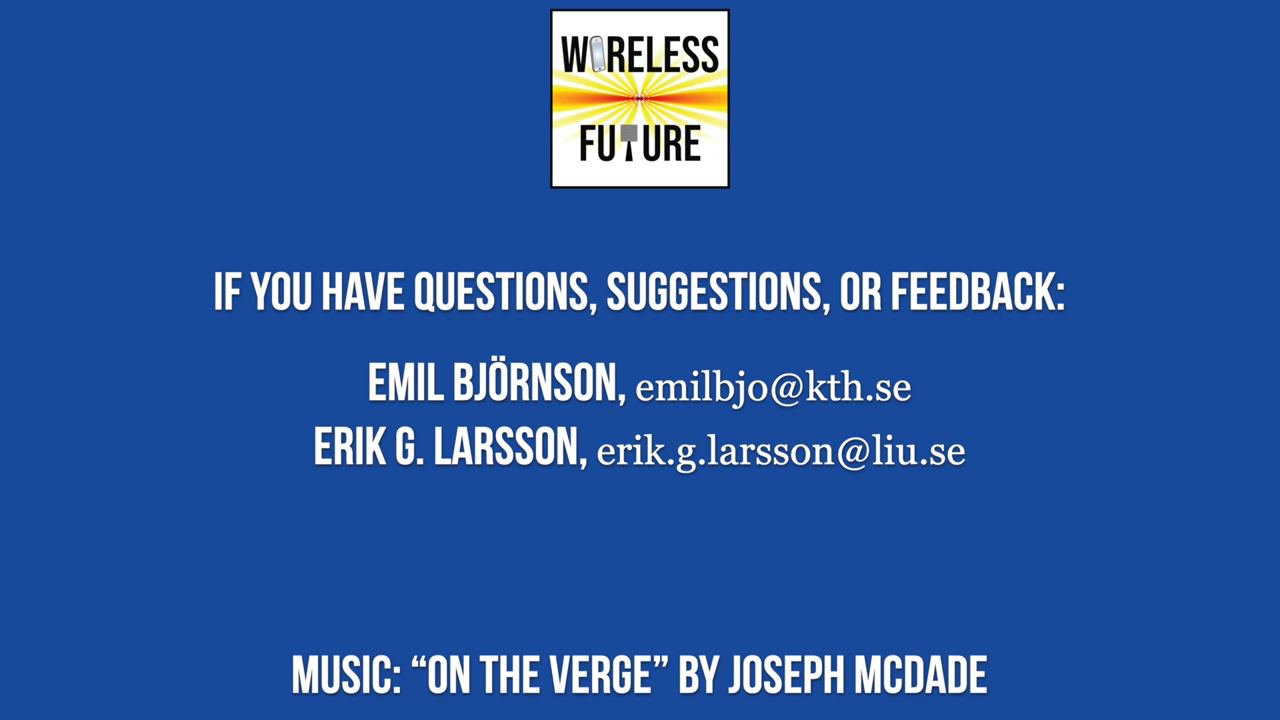 WIRELESS
FUTURE
IF YOU HAVE QUESTIONS, SUGGESTIONS, OR FEEDBACK:
EMIL BJÖRNSON, emilbjo@kth.se
ERIK G. LARSSON, erik.g.larsson@liu.se
MUSIC: “ON THE VERGE” BY JOSEPH MCDADE